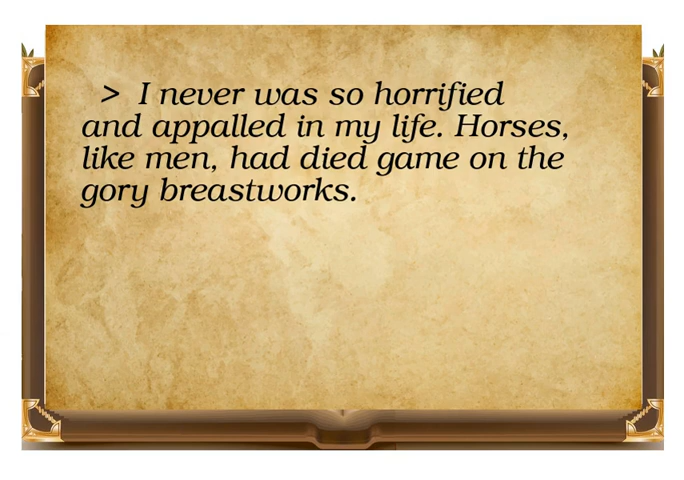 > I never was so horrified
and appalled in my life. Horses,
like men, had died game on the
gory breastworks.